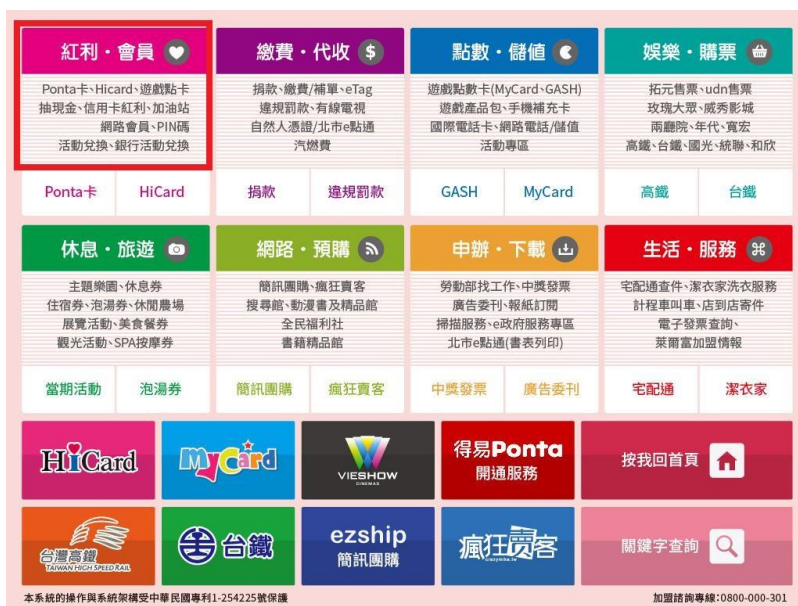 紅利・會員
Ponta卡、Hicard、遊戲點卡
抽現金、信用卡紅利、加油站
網路會員、PIN碼
活動兌換、銀行活動兌換
Ponta卡
HiCard
繳費・代收 $
捐款、繳費/補單、eTag
違規罰款、有線電視
自然人憑證/北市e點通
汽燃費
捐款
違規罰款
點數・儲值
遊戲點數卡(MyCard、GASH)
遊戲產品包、手機補充卡
國際電話卡、網路電話/儲值
活動專區
GASH
MyCard
娛樂・購票
拓元售票、udn售票
玫瑰大眾、威秀影城
兩廳院、年代、寬宏
高鐵、台鐵、國光、統聯、和欣
高鐵
台鐵
休息・旅遊
主題樂園、休息券
住宿券、泡湯券、休閒農場
展覽活動、美食餐券
觀光活動、SPA按摩券
當期活動
泡湯券
網路・預購
簡訊團購、瘋狂賣客
搜尋館、動漫書及精品館
全民福利社
書籍精品館
簡訊團購
瘋狂賣客
申辦・下載
勞動部找工作、中獎發票
廣告委刊、報紙訂閱
掃描服務、e政府服務專區
北市e點通(書表列印)
中獎發票
廣告委刊
生活・服務 ⌘
宅配通查件、潔衣家洗衣服務
計程車叫車、店到店寄件
電子發票查詢、
萊爾富加盟情報
宅配通
潔衣家
HiCard
MyCard
VIESHOW
CINEMAS
得易Ponta
開通服務
按我回首頁
台灣高鐵
TAIWAN HIGH SPEED RAIL
台鐵
ezship
簡訊團購
瘋狂賣客
crazymike.tw
關鍵字查詢
本系統的操作與系統架構受中華民國專利1-254225號保護
加盟諮詢專線:0800-000-301